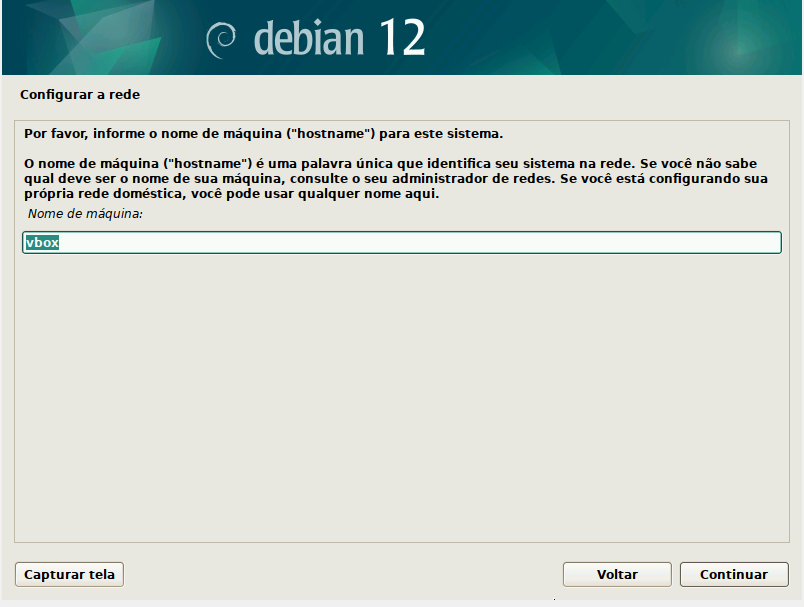 debian 12
Configurar a rede
Por favor, informe o nome de máquina ("hostname") para este sistema.
O nome de máquina ("hostname") é uma palavra única que identifica seu sistema na rede. Se você não sabe
qual deve ser o nome de sua máquina, consulte o seu administrador de redes. Se você está configurando sua
própria rede doméstica, você pode usar qualquer nome aqui.
Nome de máquina:
vbox
Capturar tela
Voltar
Continuar